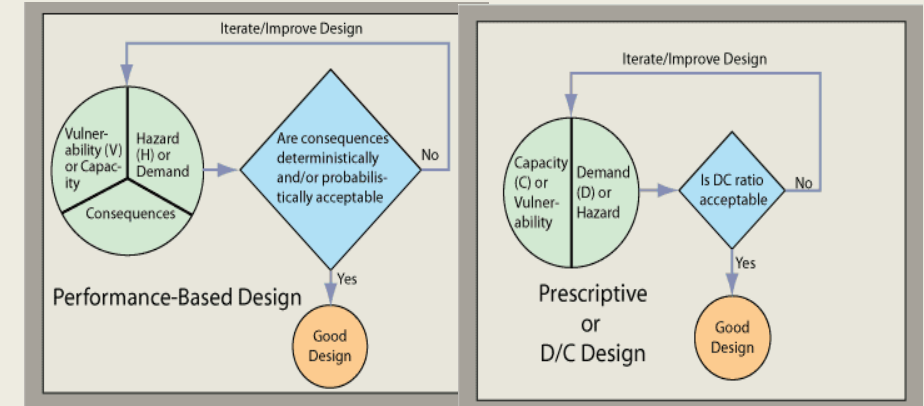 Iterate/Improve Design
Vulner-
ability (V)
or Capac-
ity
Hazard
(H) or
Demand
Consequences
Are consequences
deterministically
and/or probabilis-
tically acceptable
No
Yes
Performance-Based Design
Good
Design
Iterate/Improve Design
Capacity
(C) or
Vulner-
ability
Demand
(D) or
Hazard
Is DC ratio
acceptable
No
Yes
Prescriptive
or
D/C Design
Good
Design